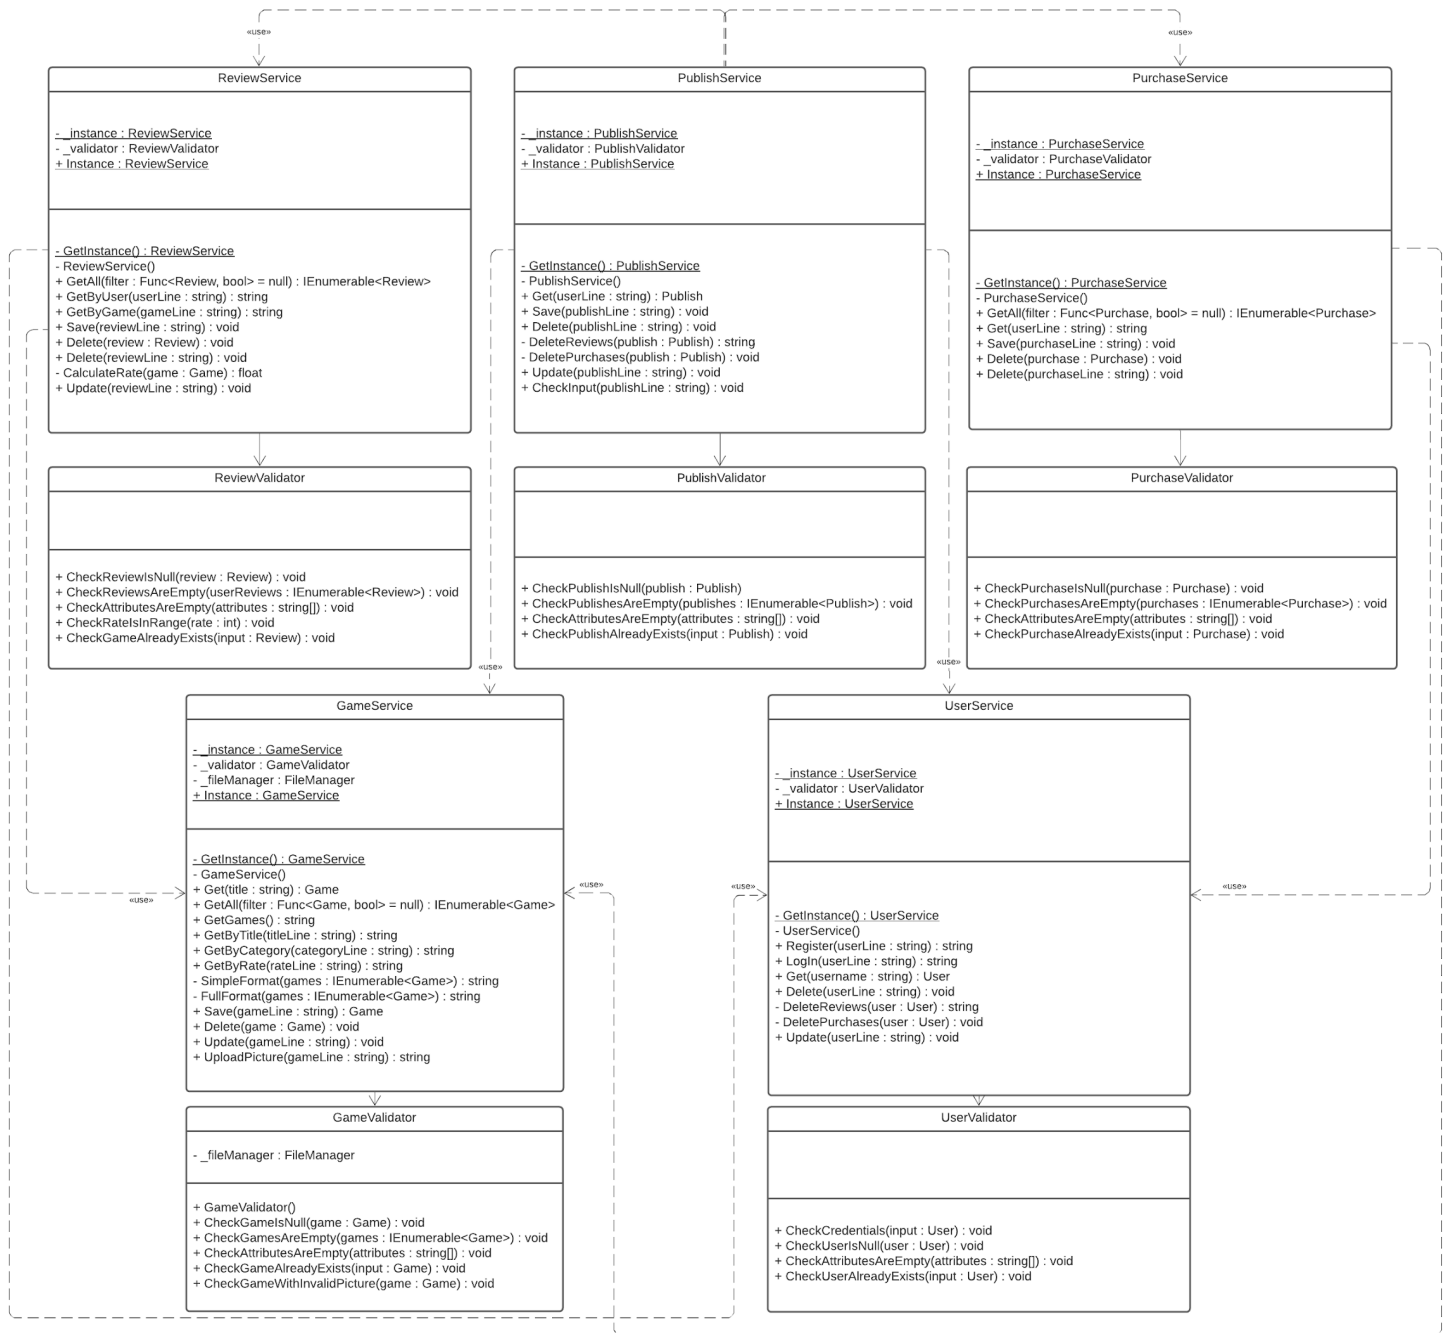 «use»
«use»
ReviewService
- _instance : ReviewService
- _validator : ReviewValidator
+ Instance : ReviewService
- GetInstance() : ReviewService
- ReviewService()
+ GetAll(filter : Func<Review, bool> = null) : IEnumerable<Review>
+ GetByUser(userLine : string) : string
+ GetByGame(gameLine : string) : string
+ Save(reviewLine : string) : void
+ Delete(review : Review) : void
+ Delete(reviewLine : string) : void
- CalculateRate(game : Game) : float
+ Update(reviewLine : string) : void
PublishService
- _instance : PublishService
- _validator : PublishValidator
+ Instance : PublishService
- GetInstance() : PublishService
- PublishService()
+ Get(userLine : string) : Publish
+ Save(publishLine : string) : void
+ Delete(publishLine : string) : void
- DeleteReviews(publish : Publish) : string
- DeletePurchases(publish : Publish) : void
+ Update(publishLine : string) : void
+ CheckInput(publishLine : string) : void
PurchaseService
- _instance : PurchaseService
- _validator : PurchaseValidator
+ Instance : PurchaseService
- GetInstance() : PurchaseService
- PurchaseService()
+ GetAll(filter : Func<Purchase, bool> = null) : IEnumerable<Purchase>
+ Get(userLine : string) : string
+ Save(purchaseLine : string) : void
+ Delete(purchase : Purchase) : void
+ Delete(purchaseLine : string) : void
ReviewValidator
+ CheckReviewIsNull(review : Review) : void
+ CheckReviewsAreEmpty(userReviews : IEnumerable<Review>) : void
+ CheckAttributesAreEmpty(attributes : string[]) : void
+ CheckRateIsInRange(rate : int) : void
+ CheckGameAlreadyExists(input : Review) : void
PublishValidator
+ CheckPublishIsNull(publish : Publish)
+ CheckPublishesAreEmpty(publishes : IEnumerable<Publish>) : void
+ CheckAttributesAreEmpty(attributes : string[]) : void
+ CheckPublishAlreadyExists(input : Publish) : void
PurchaseValidator
+ CheckPurchaseIsNull(purchase : Purchase) : void
+ CheckPurchasesAreEmpty(purchases : IEnumerable<Purchase>) : void
+ CheckAttributesAreEmpty(attributes : string[]) : void
+ CheckPurchaseAlreadyExists(input : Purchase) : void
«use»
«use»
GameService
- _instance : GameService
- _validator : GameValidator
- _fileManager : FileManager
+ Instance : GameService
- GetInstance() : GameService
- GameService()
+ Get(title : string) : Game
+ GetAll(filter : Func<Game, bool> = null) : IEnumerable<Game>
+ GetGames() : string
+ GetByTitle(titleLine : string) : string
+ GetByCategory(categoryLine : string) : string
+ GetByRate(rateLine : string) : string
- SimpleFormat(games : IEnumerable<Game>) : string
- FullFormat(games : IEnumerable<Game>) : string
+ Save(gameLine : string) : Game
+ Delete(game : Game) : void
+ Update(gameLine : string) : void
+ UploadPicture(gameLine : string) : string
UserService
- _instance : UserService
- _validator : UserValidator
+ Instance : UserService
- GetInstance() : UserService
- UserService()
+ Register(userLine : string) : string
+ LogIn(userLine : string) : string
+ Get(username : string) : User
+ Delete(userLine : string) : void
- DeleteReviews(user : User) : string
- DeletePurchases(user : User) : void
+ Update(userLine : string) : void
«use»
«use»
«use»
«use»
GameValidator
- _fileManager : FileManager
+ GameValidator()
+ CheckGameIsNull(game : Game) : void
+ CheckGamesAreEmpty(games : IEnumerable<Game>) : void
+ CheckAttributesAreEmpty(attributes : string[]) : void
+ CheckGameAlreadyExists(input : Game) : void
+ CheckGameWithInvalidPicture(game : Game) : void
UserValidator
+ CheckCredentials(input : User) : void
+ CheckUserIsNull(user : User) : void
+ CheckAttributesAreEmpty(attributes : string[]) : void
+ CheckUserAlreadyExists(input : User) : void